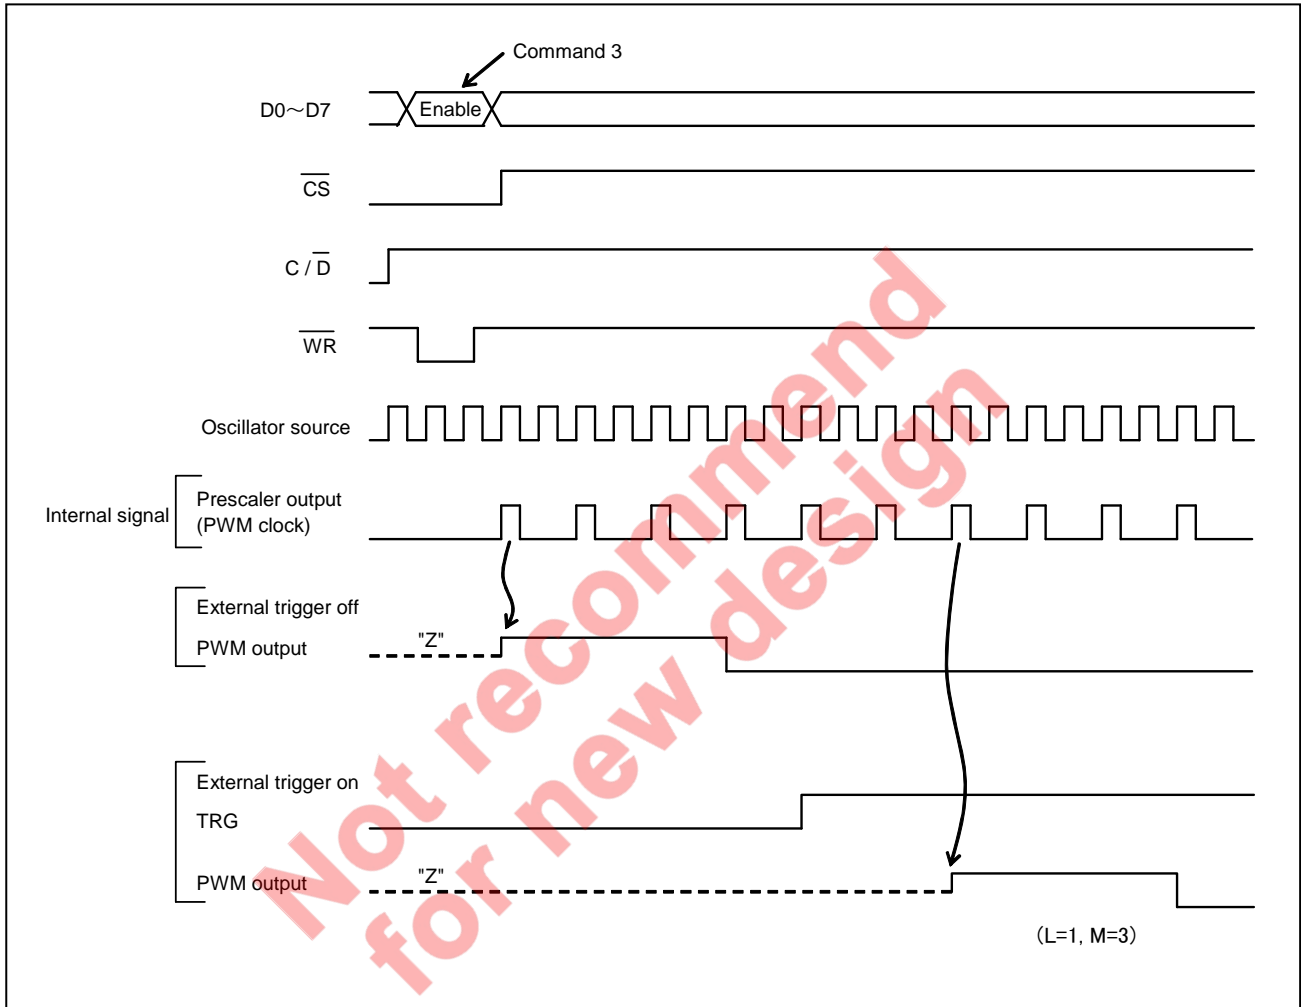 Command 3
D0～D7
Enable
CS
C / D
WR
Oscillator source
Internal signal
Prescaler output
(PWM clock)
External trigger off
PWM output
"Z"
External trigger on
TRG
PWM output
"Z"
(L=1, M=3)
Not recommend
for new design